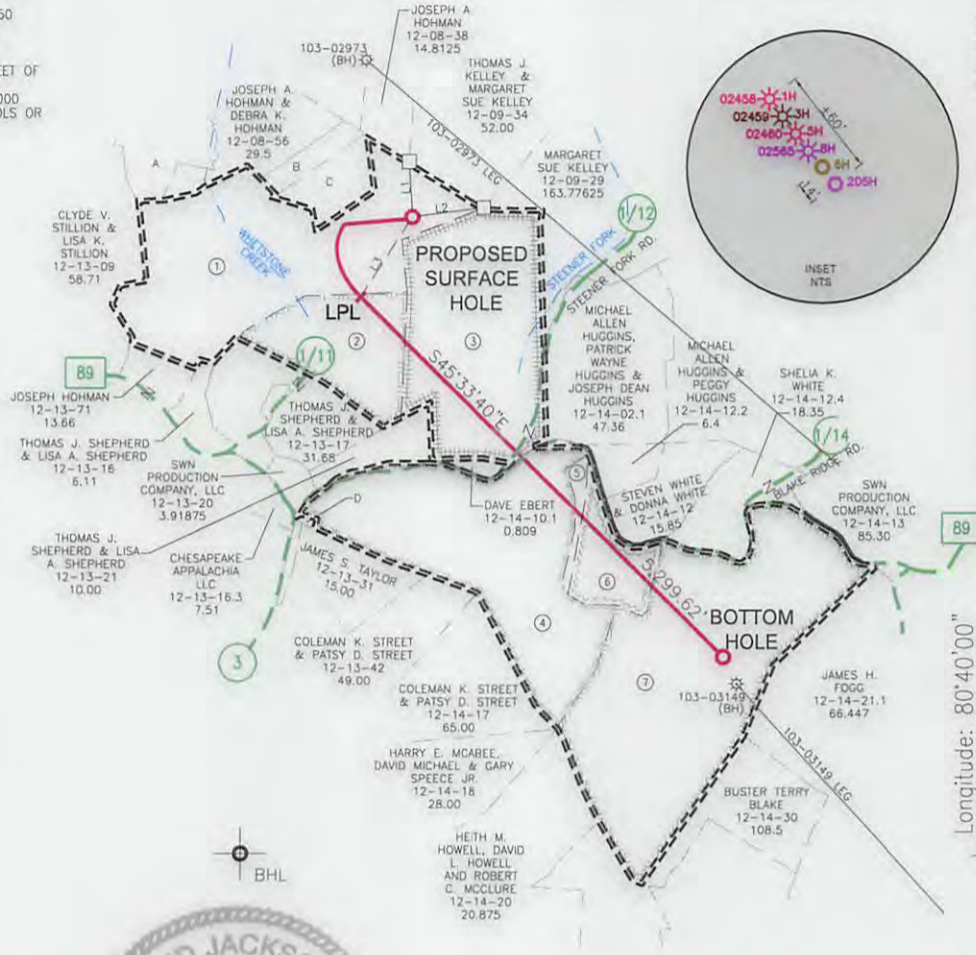 50
EET OF
000
OLS OR
JOSEPH A
HOHMAN
12-08-38
14.8125
103-02973
(BH)
THOMAS J.
KELLEY &
MARGARET
SUE KELLEY
12-09-34
52.00
JOSEPH A.
HOHMAN &
DEBRA K.
HOHMAN
12-08-56
29.5
103-02973 LEG
MARGARET
SUE KELLEY
12-09-29
163.77625
02458 1H
02459 3H
02460 5H
02565 8H
6H
205H
±60'
INSET
NTS
A
B
C
L1
L2
L3
CLYDE V.
STILLION &
LISA K.
STILLION
12-13-09
58.71
WHETSTONE
CREEK
1
PROPOSED
SURFACE
HOLE
LPL
2
3
1/12
STEENER FORK
STEENER FORK RD.
MICHAEL
ALLEN
HUGGINS,
PATRICK
WAYNE
HUGGINS &
JOSEPH DEAN
HUGGINS
12-14-02.1
47.36
MICHAEL
ALLEN
HUGGINS &
PEGGY
HUGGINS
12-14-12.2
6.4
SHELIA K.
WHITE
12-14-12.4
18.35
1/14
BLAKE RIDGE RD.
89
1/11
JOSEPH HOHMAN
12-13-71
13.66
THOMAS J. SHEPHERD
& LISA A. SHEPHERD
12-13-16
6.11
THOMAS J.
SHEPHERD &
LISA A. SHEPHERD
12-13-17
31.68
S45°33'40"E
SWN
PRODUCTION
COMPANY, LLC
12-13-20
3.91875
THOMAS J.
SHEPHERD & LISA
A. SHEPHERD
12-13-21
10.00
CHESAPEAKE
APPALACHIA
LLC
12-13-16.3
7.51
D
DAVE EBERT
12-14-10.1
0.809
5
STEVEN WHITE
& DONNA WHITE
12-14-12
15.85
SWN
PRODUCTION
COMPANY, LLC
12-14-13
85.30
89
JAMES S. TAYLOR
12-13-31
15.00
6
5,299.62'
BOTTOM
HOLE
4
3
COLEMAN K. STREET
& PATSY D. STREET
12-13-42
49.00
COLEMAN K. STREET
& PATSY D. STREET
12-14-17
65.00
7
103-03149
(BH)
JAMES H.
FOGG
12-14-21.1
66.447
Longitude: 80°40'00"
HARRY E. MCABEE,
DAVID MICHAEL & GARY
SPEECE JR.
12-14-18
28.00
103-03149 LEG
BUSTER TERRY
BLAKE
12-14-30
108.5
HEITH M.
HOWELL, DAVID
L. HOWELL
AND ROBERT
C. MCCLURE
12-14-20
20.875
BHL
JACKS